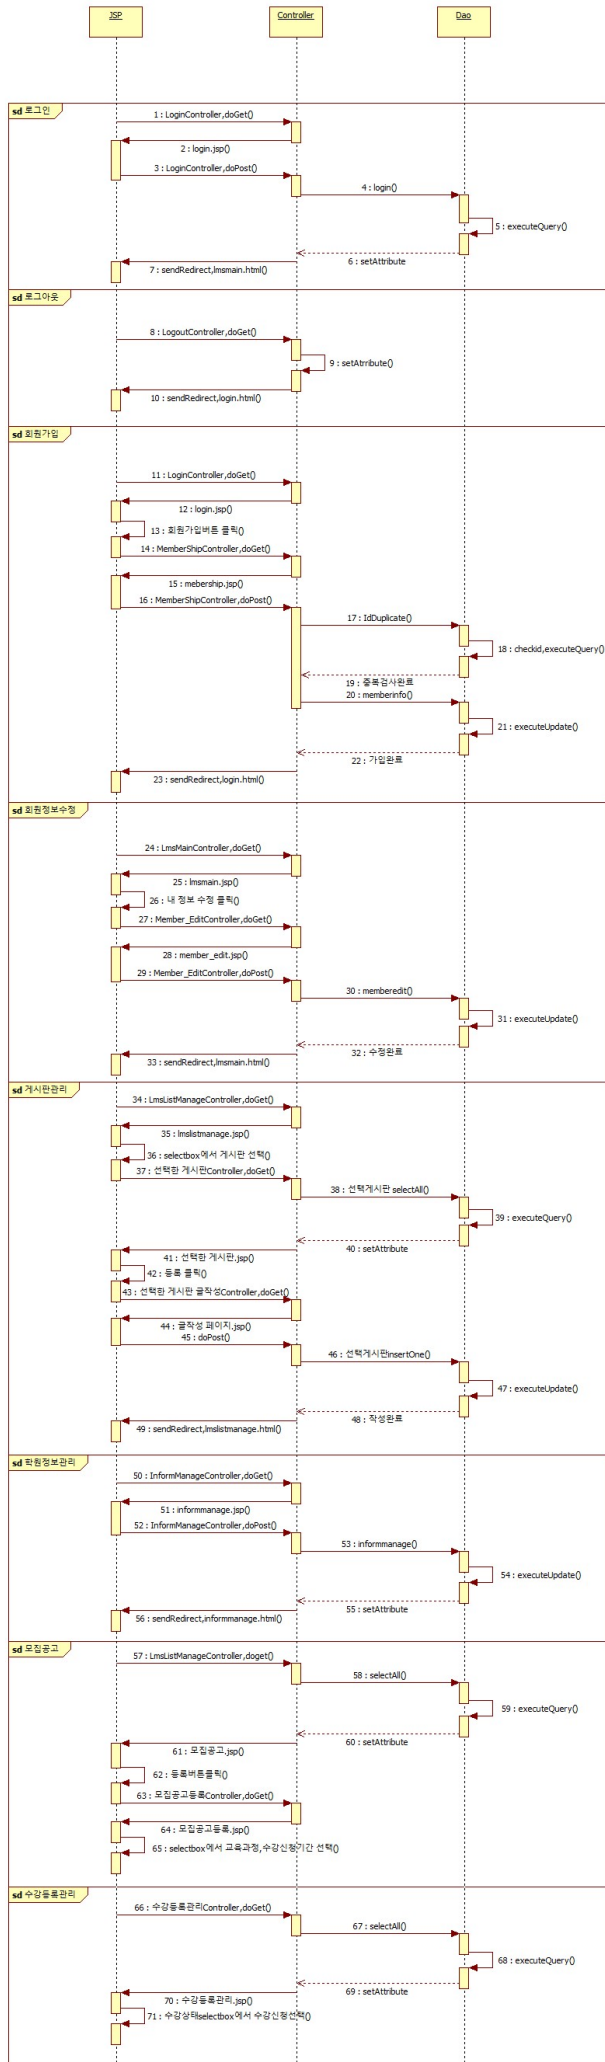 JSP
Controller
Dao
sd 로그인
1 : LoginController,doGet()
2 : login.jsp()
3 : LoginController,doPost()
4 : login()
5 : executeQuery()
6 : setAttribute
7 : sendRedirect,lmsmain.html()
sd 로그아웃
8 : LogoutController,doGet()
9 : setAtrribute()
10 : sendRedirect,login.html()
sd 회원가입
11 : LoginController,doGet()
12 : login.jsp()
13 : 회원가입버튼 클릭()
14 : MemberShipController,doGet()
15 : mebership.jsp()
16 : MemberShipController,doPost()
17 : IdDuplicate()
18 : checkid,executeQuery()
19 : 중복검사완료
20 : memberinfo()
21 : executeUpdate()
22 : 가입완료
23 : sendRedirect,login.html()
sd 회원정보수정
24 : LmsMainController,doGet()
25 : lmsmain.jsp()
26 : 내 정보 수정 클릭()
27 : Member_EditController,doGet()
28 : member_edit.jsp()
29 : Member_EditController,doPost()
30 : memberedit()
31 : executeUpdate()
32 : 수정완료
33 : sendRedirect,lmsmain.html()
sd 게시판관리
34 : LmsListManageController,doGet()
35 : lmslistmanage.jsp()
36 : selectbox에서 게시판 선택()
37 : 선택한 게시판Controller,doGet()
38 : 선택게시판 selectAll()
39 : executeQuery()
40 : setAttribute
41 : 선택한 게시판.jsp()
42 : 등록 클릭()
43 : 선택한 게시판 글작성Controller,doGet()
44 : 글작성 페이지.jsp()
45 : doPost()
46 : 선택게시판insertOne()
47 : executeUpdate()
48 : 작성완료
49 : sendRedirect,lmslistmanage.html()
sd 학원정보관리
50 : InformManageController,doGet()
51 : informmanage.jsp()
52 : InformManageController,doPost()
53 : informmanage()
54 : executeUpdate()
55 : setAttribute
56 : sendRedirect,informmanage.html()
sd 모집공고
57 : LmsListManageController,doget()
58 : selectAll()
59 : executeQuery()
60 : setAttribute
61 : 모집공고.jsp()
62 : 등록버튼클릭()
63 : 모집공고등록Controller,doGet()
64 : 모집공고등록.jsp()
65 : selectbox에서 교육과정,수강신청기간 선택()
sd 수강등록관리
66 : 수강등록관리Controller,doGet()
67 : selectAll()
68 : executeQuery()
69 : setAttribute
70 : 수강등록관리.jsp()
71 : 수강상태selectbox에서 수강신청선택()